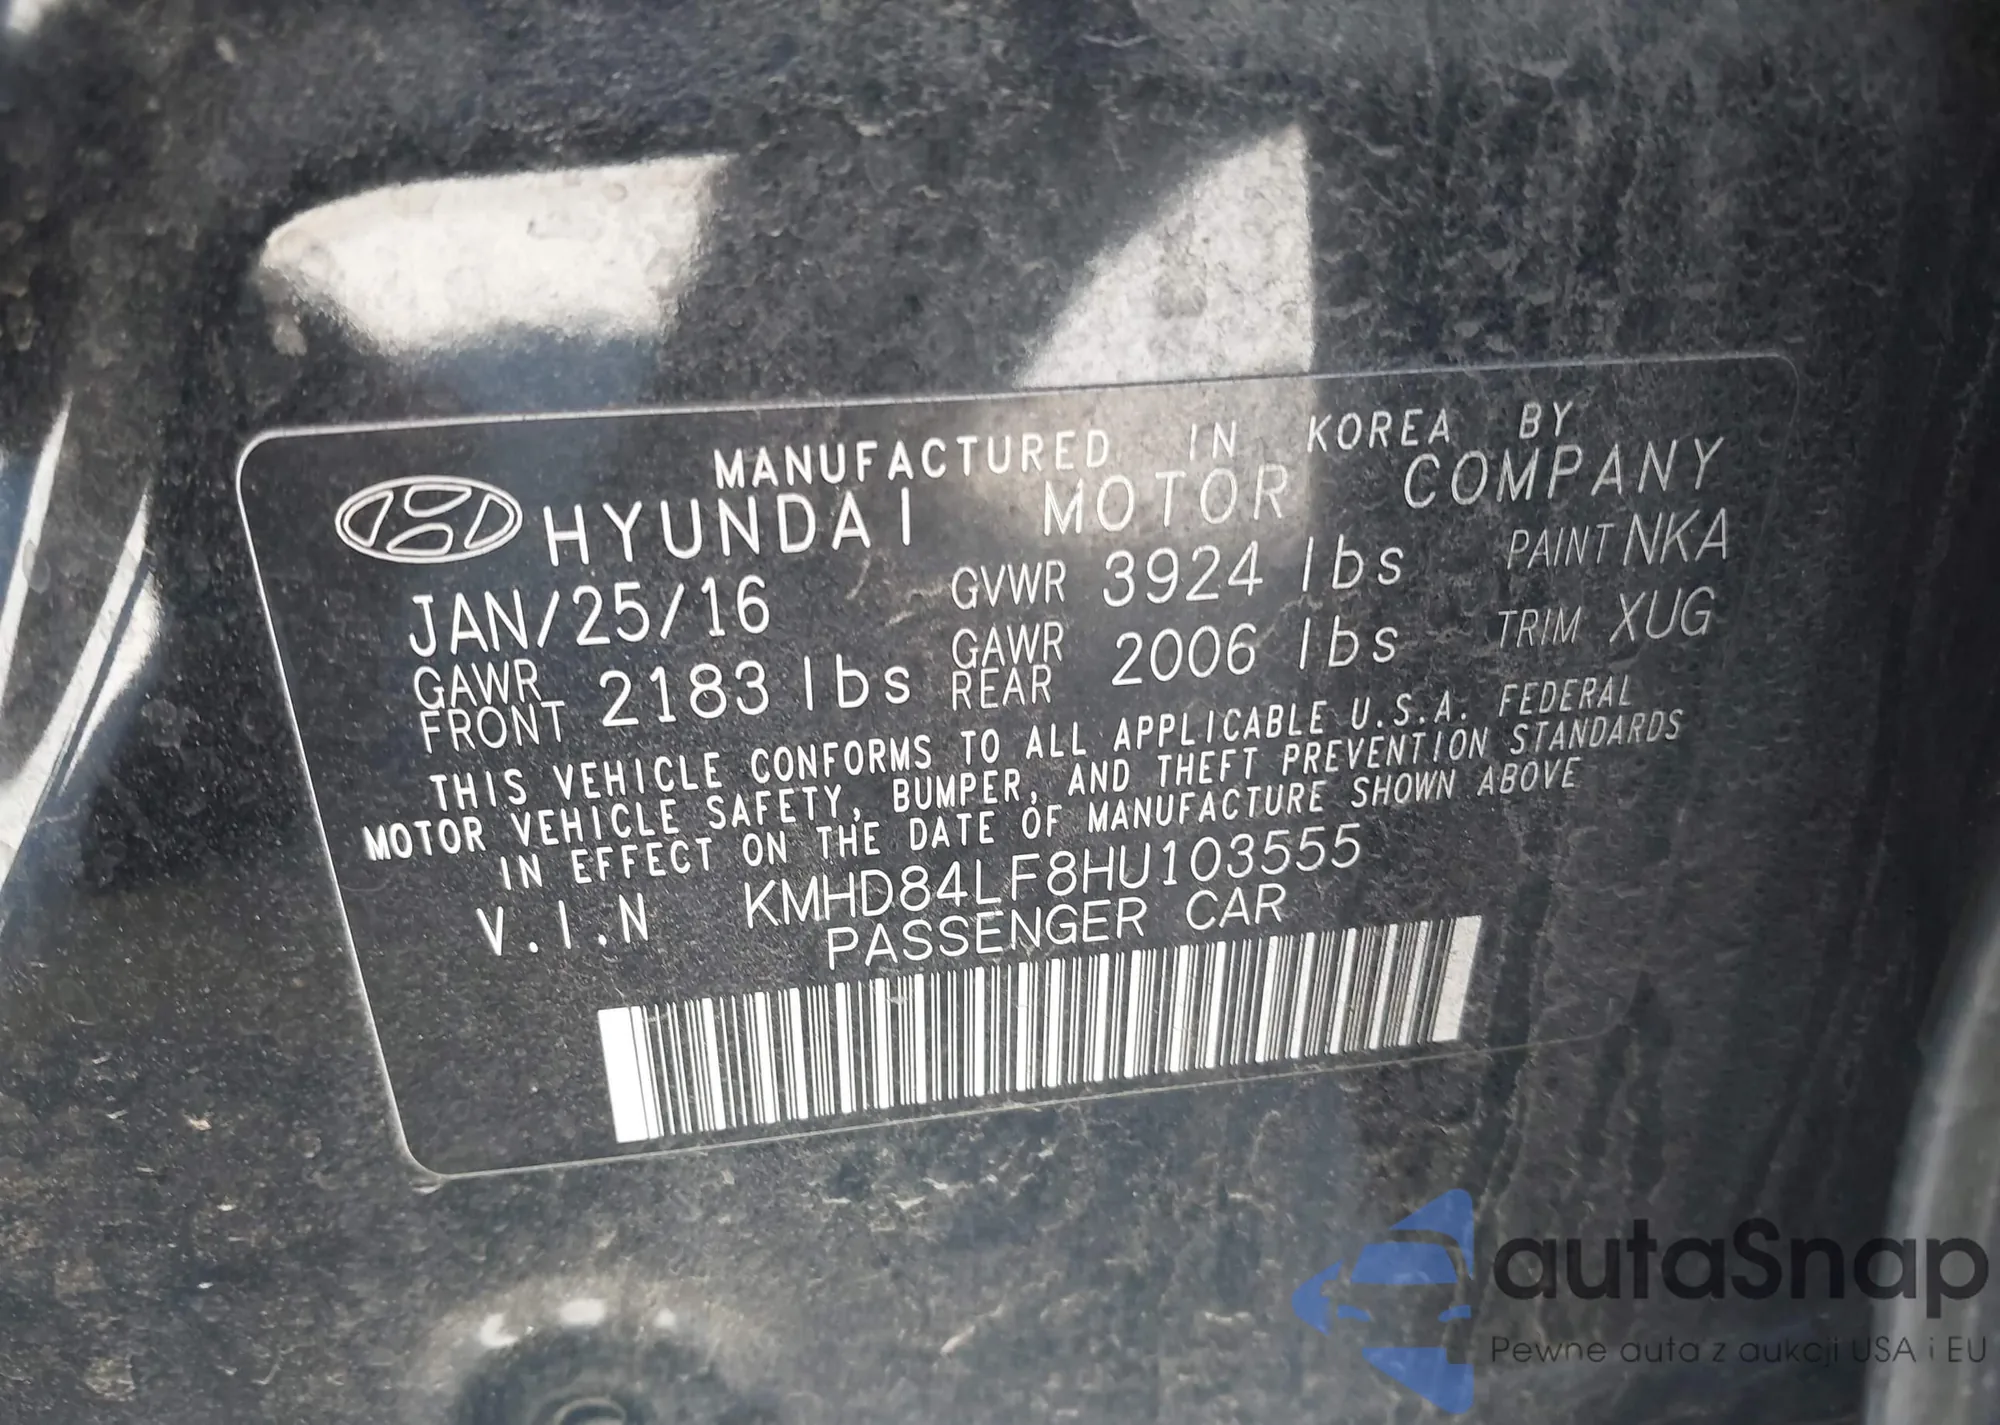 MANUFACTURED IN KOREA BY
HYUNDAI MOTOR COMPANY
JAN/25/16 GVWR 3924 lbs PAINT NKA
GAWR FRONT 2183 lbs GAWR REAR 2006 lbs TRIM XUG
THIS VEHICLE CONFORMS TO ALL APPLICABLE U.S.A. FEDERAL
MOTOR VEHICLE SAFETY, BUMPER, AND THEFT PREVENTION STANDARDS
IN EFFECT ON THE DATE OF MANUFACTURE SHOWN ABOVE
V.I.N KMHD84LF8HU103555
PASSENGER CAR
autaSnap
Pewne auta z aukcji USA i EU